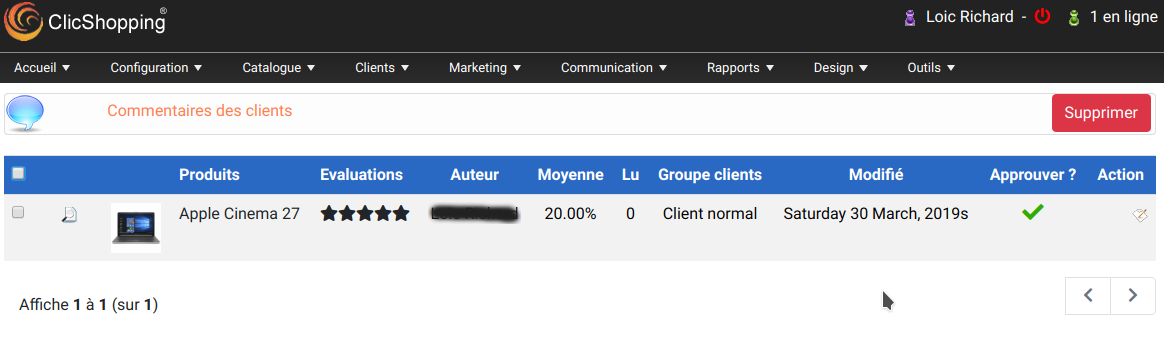 ClicShopping®
Loic Richard - 1 en ligne
Accueil Configuration Catalogue Clients Marketing Communication Rapports Design Outils
Commentaires des clients Supprimer
Produits Evaluations Auteur Moyenne Lu Groupe clients Modifié Approuver ? Action
Apple Cinema 27 20.00% 0 Client normal Saturday 30 March, 2019s
Affiche 1 à 1 (sur 1)